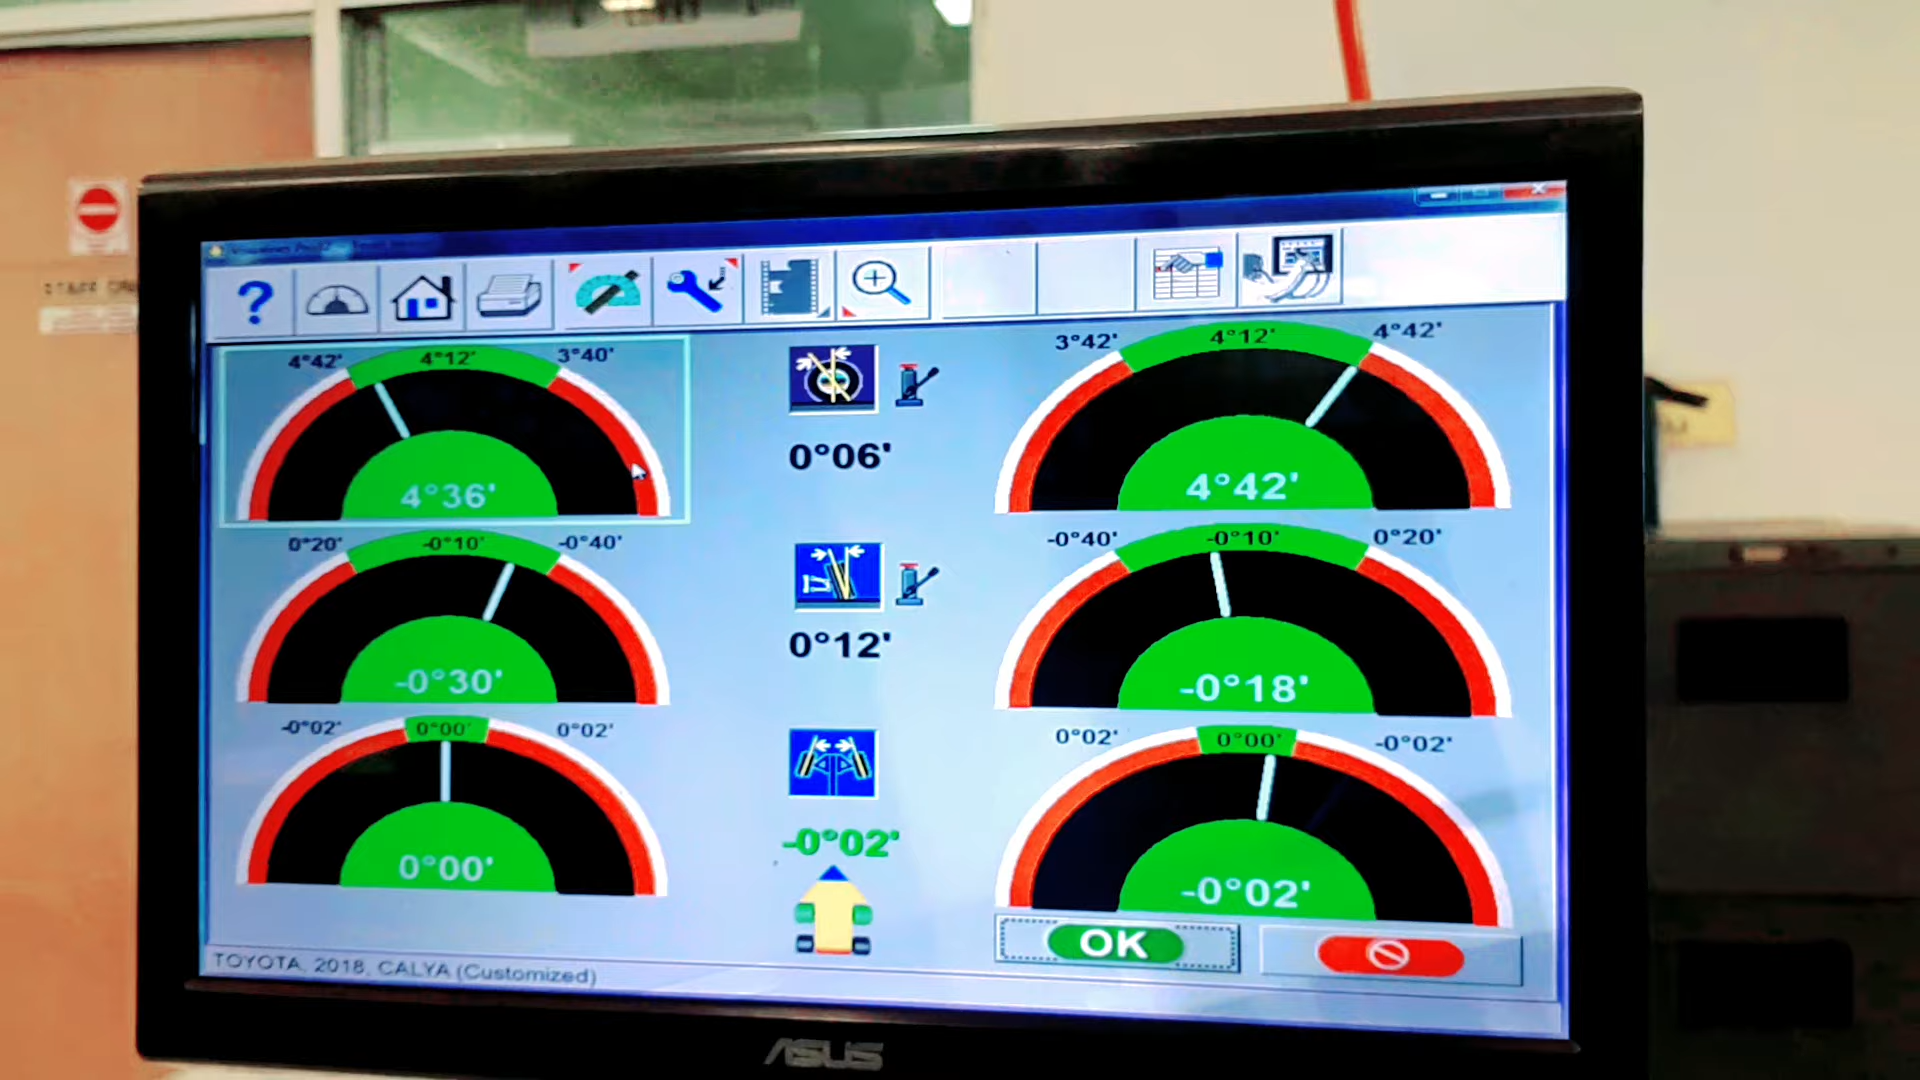 STAFF ON
?
4°42' 4°12' 3°40'
4°36'
0°06'
3°42' 4°12' 4°42'
4°42'
0°20' -0°10' -0°40'
-0°30'
0°12'
-0°40' -0°10' 0°20'
-0°18'
-0°02' 0°00' 0°02'
0°00'
-0°02'
0°02' 0°00' -0°02'
-0°02'
OK
TOYOTA, 2018, CALYA (Customized)
ASUS